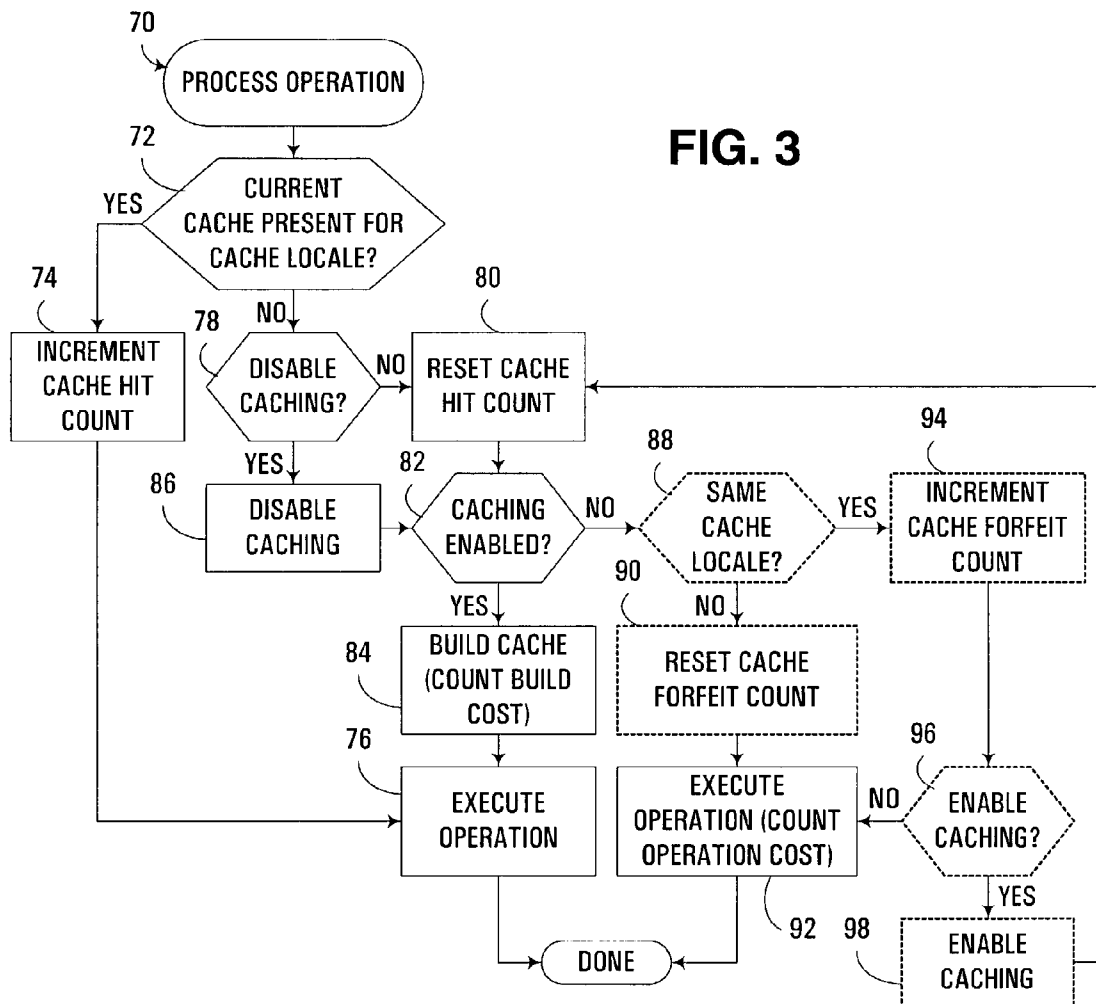 70
PROCESS OPERATION
FIG. 3
72
YES
CURRENT
CACHE PRESENT FOR
CACHE LOCALE?
74
NO
80
78
INCREMENT
CACHE HIT
COUNT
DISABLE
CACHING?
NO
RESET CACHE
HIT COUNT
94
YES
82
88
86
DISABLE
CACHING
CACHING
ENABLED?
NO
SAME
CACHE
LOCALE?
YES
INCREMENT
CACHE FORFEIT
COUNT
90
YES
NO
84
BUILD CACHE
(COUNT BUILD
COST)
RESET CACHE
FORFEIT COUNT
76
96
EXECUTE
OPERATION
EXECUTE
OPERATION (COUNT
OPERATION COST)
NO
ENABLE
CACHING?
YES
92
98
DONE
ENABLE
CACHING